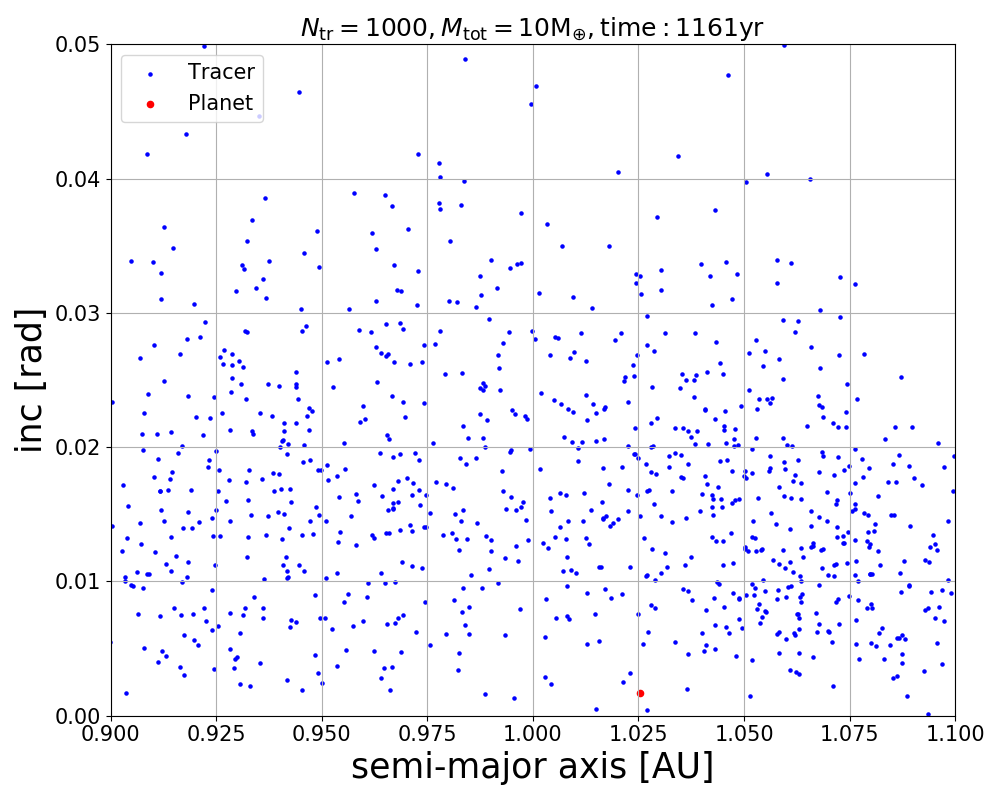 N_tr = 1000, M_tot = 10M_⊕, time : 1161yr
Tracer
Planet
0.05
0.04
0.03
0.02
0.01
0.00
inc [rad]
0.900 0.925 0.950 0.975 1.000 1.025 1.050 1.075 1.100
semi-major axis [AU]